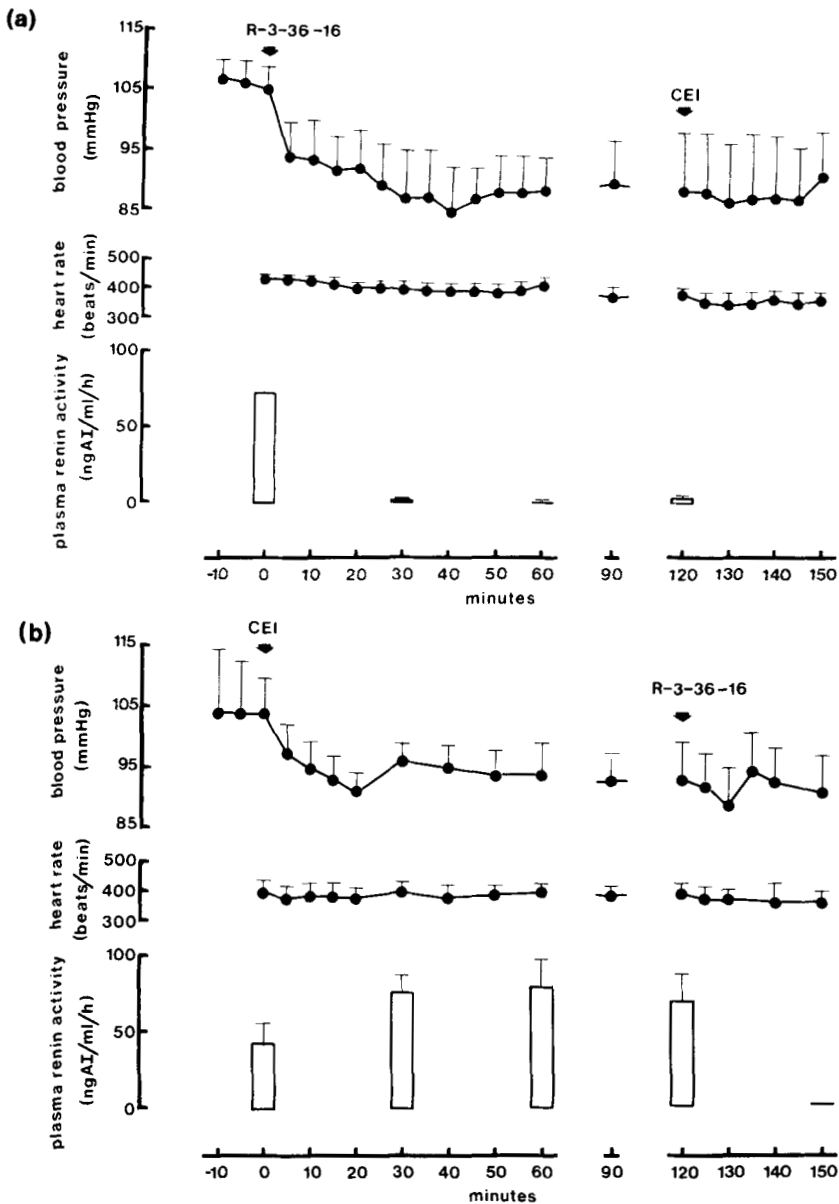 (a)
R-3-36-16
CEI
115
105
95
85
blood pressure
(mmHg)
500
400
300
heart rate
(beats/min)
100
50
0
plasma renin activity
(ngAI/ml/h)
-10 0 10 20 30 40 50 60 90 120 130 140 150
minutes
(b)
CEI
R-3-36-16
115
105
95
85
blood pressure
(mmHg)
500
400
300
heart rate
(beats/min)
100
50
0
plasma renin activity
(ngAI/ml/h)
-10 0 10 20 30 40 50 60 90 120 130 140 150
minutes